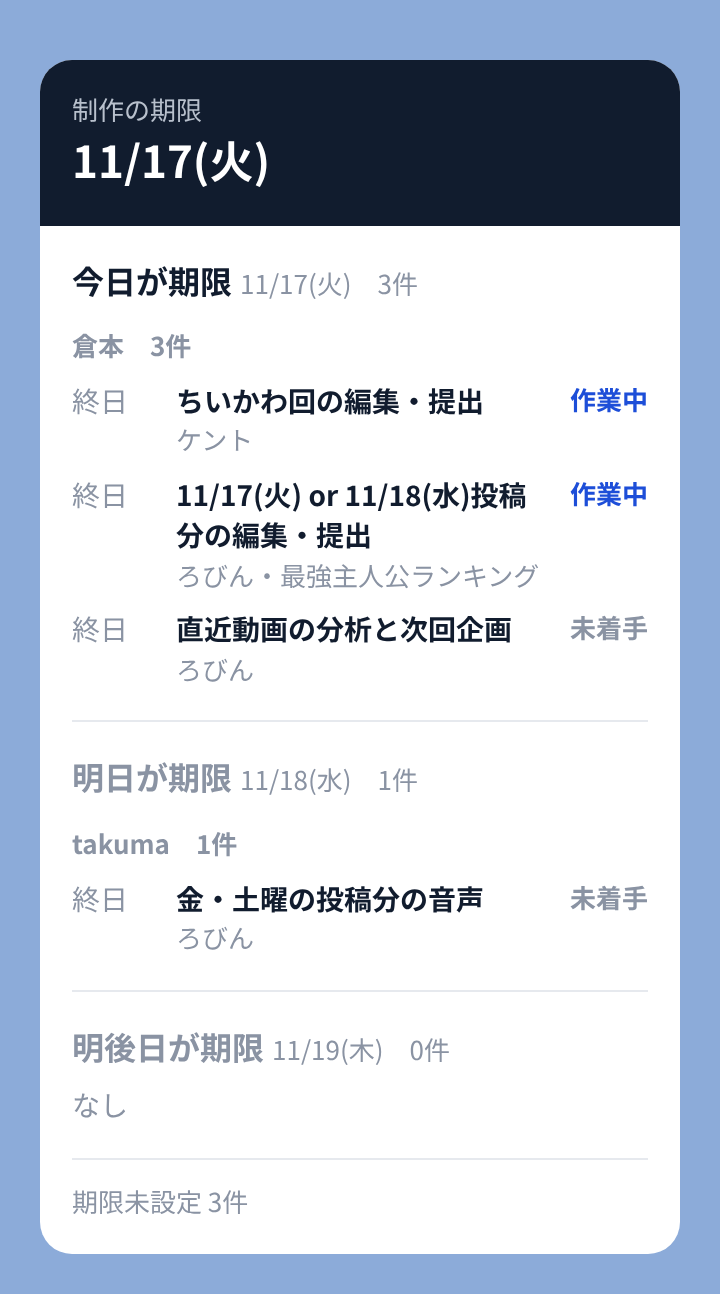 制作の期限
11/17(火)
今日が期限 11/17(火) 3件
倉本 3件
終日 ちいかわ回の編集・提出 作業中
ケント
終日 11/17(火) or 11/18(水)投稿 作業中
分の編集・提出
ろびん・最強主人公ランキング
終日 直近動画の分析と次回企画 未着手
ろびん
明日が期限 11/18(水) 1件
takuma 1件
終日 金・土曜の投稿分の音声 未着手
ろびん
明後日が期限 11/19(木) 0件
なし
期限未設定 3件